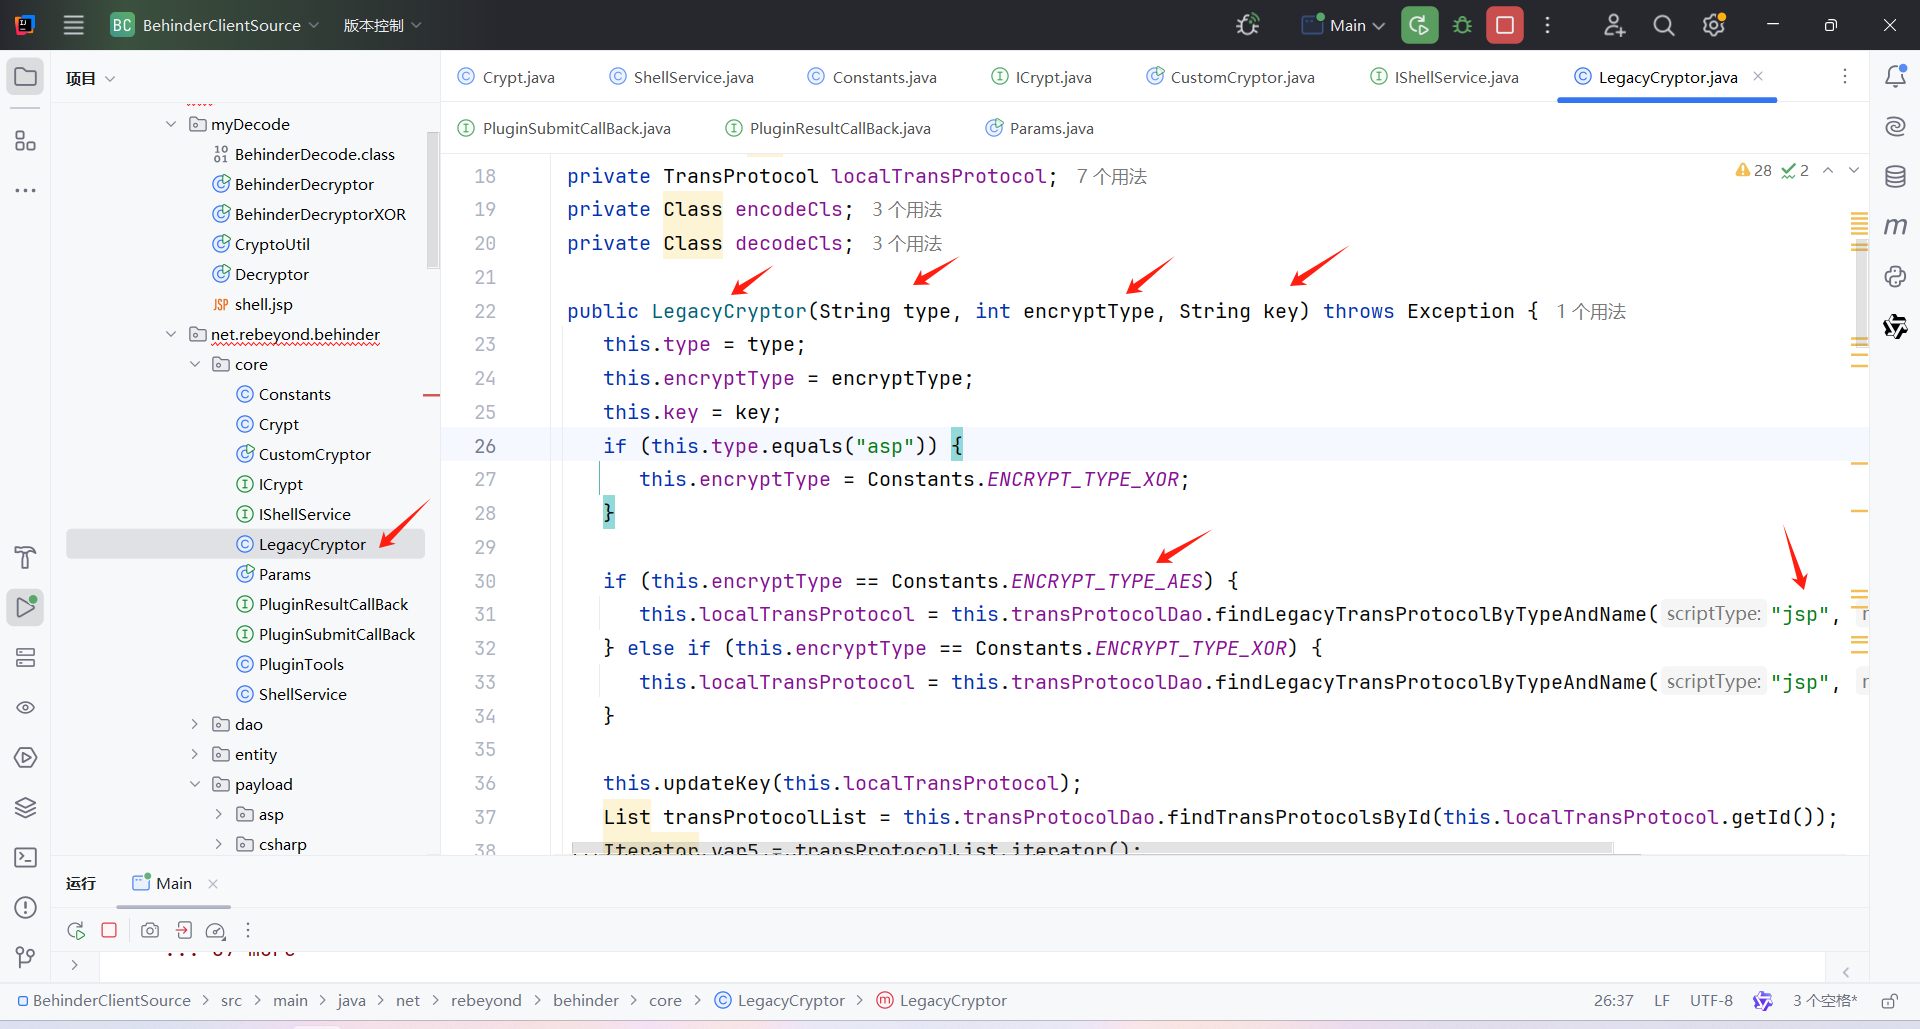 BC BehinderClientSource 版本控制 Main
项目
Crypt.java ShellService.java Constants.java ICrypt.java CustomCryptor.java IShellService.java LegacyCryptor.java
PluginSubmitCallBack.java PluginResultCallBack.java Params.java
myDecode
BehinderDecode.class
BehinderDecryptor
BehinderDecryptorXOR
CryptoUtil
Decryptor
JSP shell.jsp
net.rebeyond.behinder
core
Constants
Crypt
CustomCryptor
ICrypt
IShellService
LegacyCryptor
Params
PluginResultCallBack
PluginSubmitCallBack
PluginTools
ShellService
dao
entity
payload
asp
csharp
28 2
18 private TransProtocol localTransProtocol; 7 个用法
19 private Class encodeCls; 3 个用法
20 private Class decodeCls; 3 个用法
21
22 public LegacyCryptor(String type, int encryptType, String key) throws Exception { 1 个用法
23 this.type = type;
24 this.encryptType = encryptType;
25 this.key = key;
26 if (this.type.equals("asp")) {
27 this.encryptType = Constants.ENCRYPT_TYPE_XOR;
28 }
29
30 if (this.encryptType == Constants.ENCRYPT_TYPE_AES) {
31 this.localTransProtocol = this.transProtocolDao.findLegacyTransProtocolByTypeAndName( scriptType: "jsp",
32 } else if (this.encryptType == Constants.ENCRYPT_TYPE_XOR) {
33 this.localTransProtocol = this.transProtocolDao.findLegacyTransProtocolByTypeAndName( scriptType: "jsp",
34 }
35
36 this.updateKey(this.localTransProtocol);
37 List transProtocolList = this.transProtocolDao.findTransProtocolsById(this.localTransProtocol.getId());
38 Iterator var5 = transProtocolList.iterator();
运行 Main
BehinderClientSource > src > main > java > net > rebeyond > behinder > core > LegacyCryptor > LegacyCryptor 26:37 LF UTF-8 3 个空格*